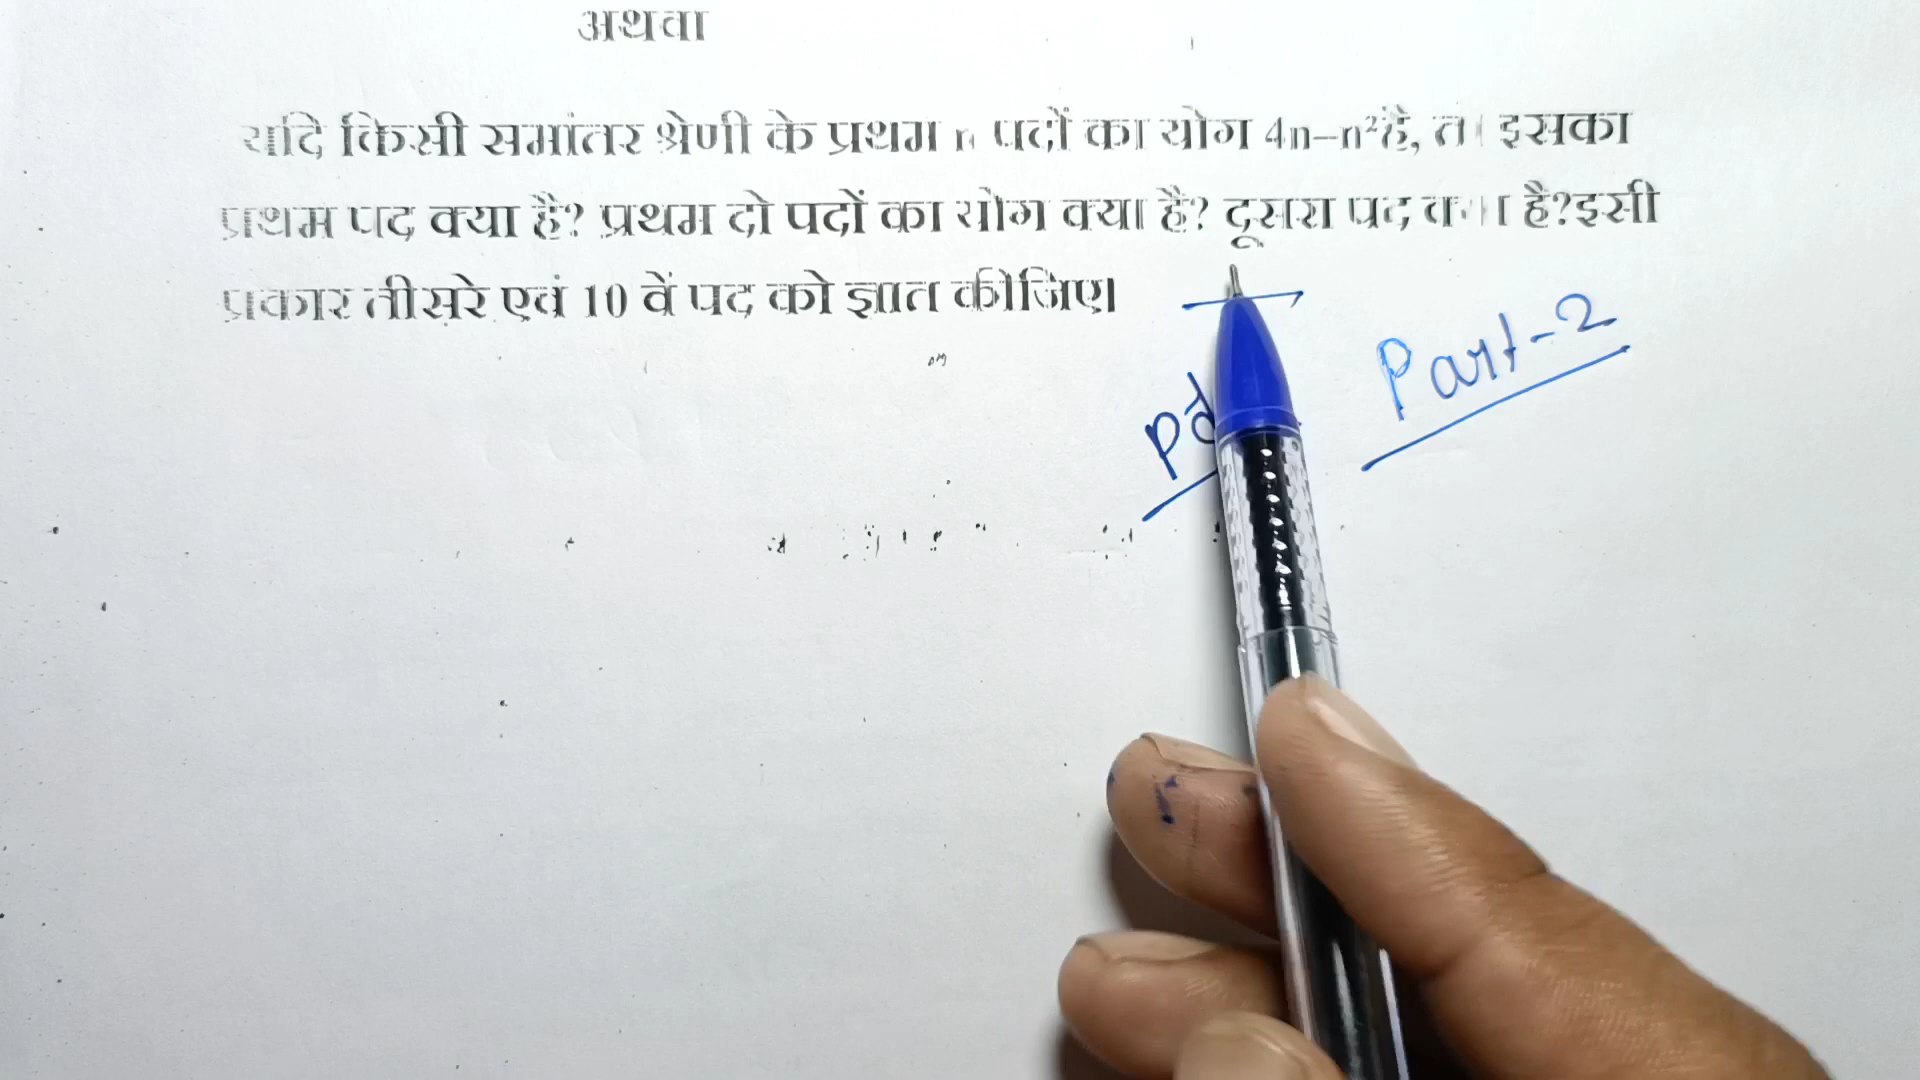 अथवा
यदि किसी समांतर श्रेणी के प्रथम n पदों का योग 4n–n² है, इसका
प्रथम पद क्या है? प्रथम दो पदों का योग क्या है? दूसरा पद है?इसी
प्रकार तीसरे एवं 10 वें पद को ज्ञात कीजिए।
Part-2